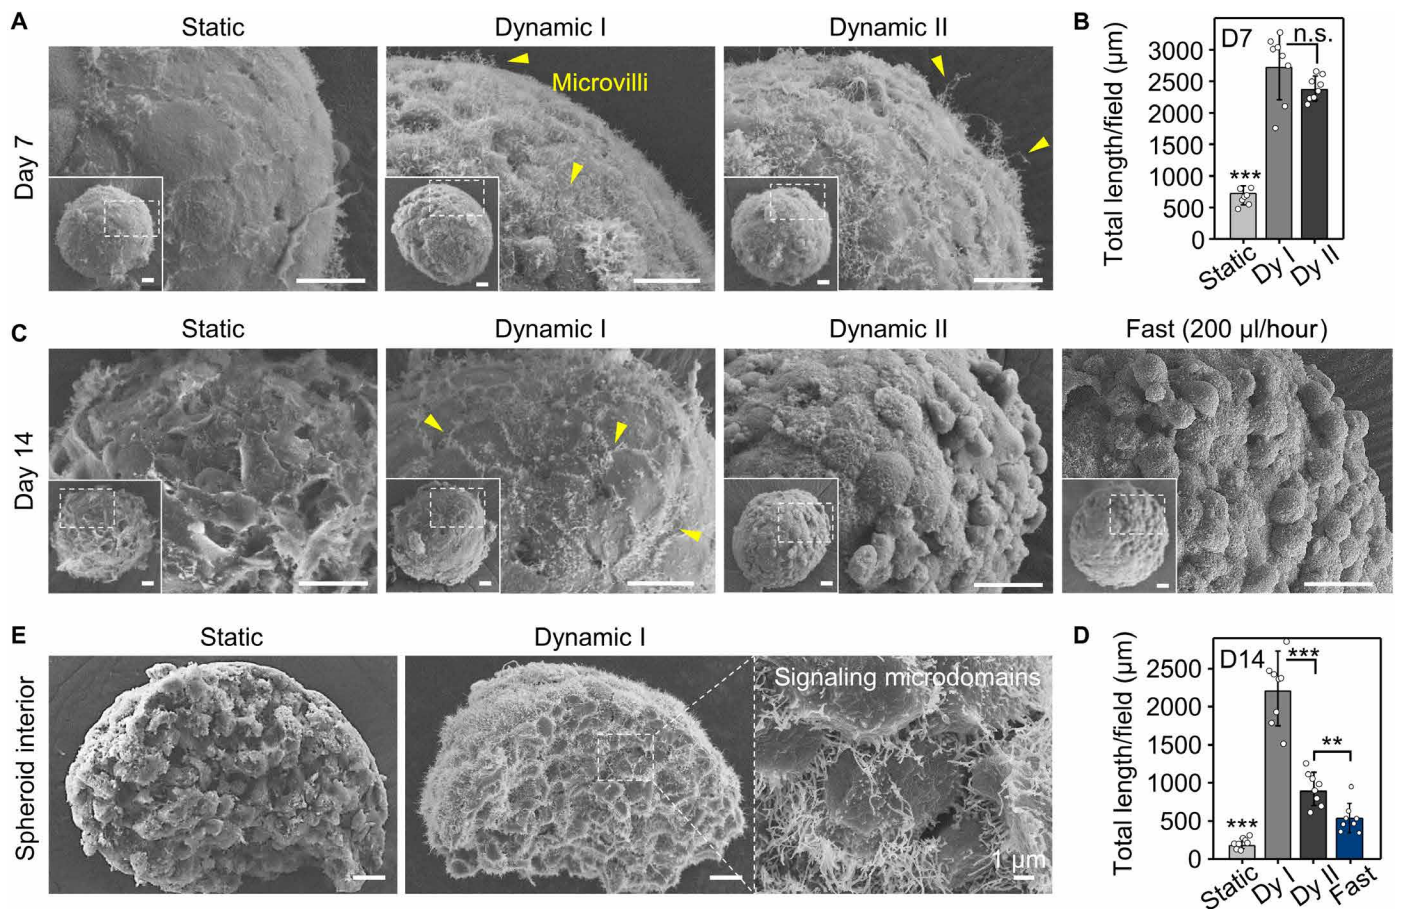 A
Static
Dynamic I
Dynamic II
Day 7
Microvilli
B
D7
n.s.
***
Total length/field (µm)
3000
2500
2000
1500
1000
500
0
Static
Dy I
Dy II
C
Static
Dynamic I
Dynamic II
Fast (200 µl/hour)
Day 14
E
Static
Dynamic I
Spheroid interior
Signaling microdomains
1 µm
D
D14
***
**
***
Total length/field (µm)
2500
2000
1500
1000
500
0
Static
Dy I
Dy II
Fast